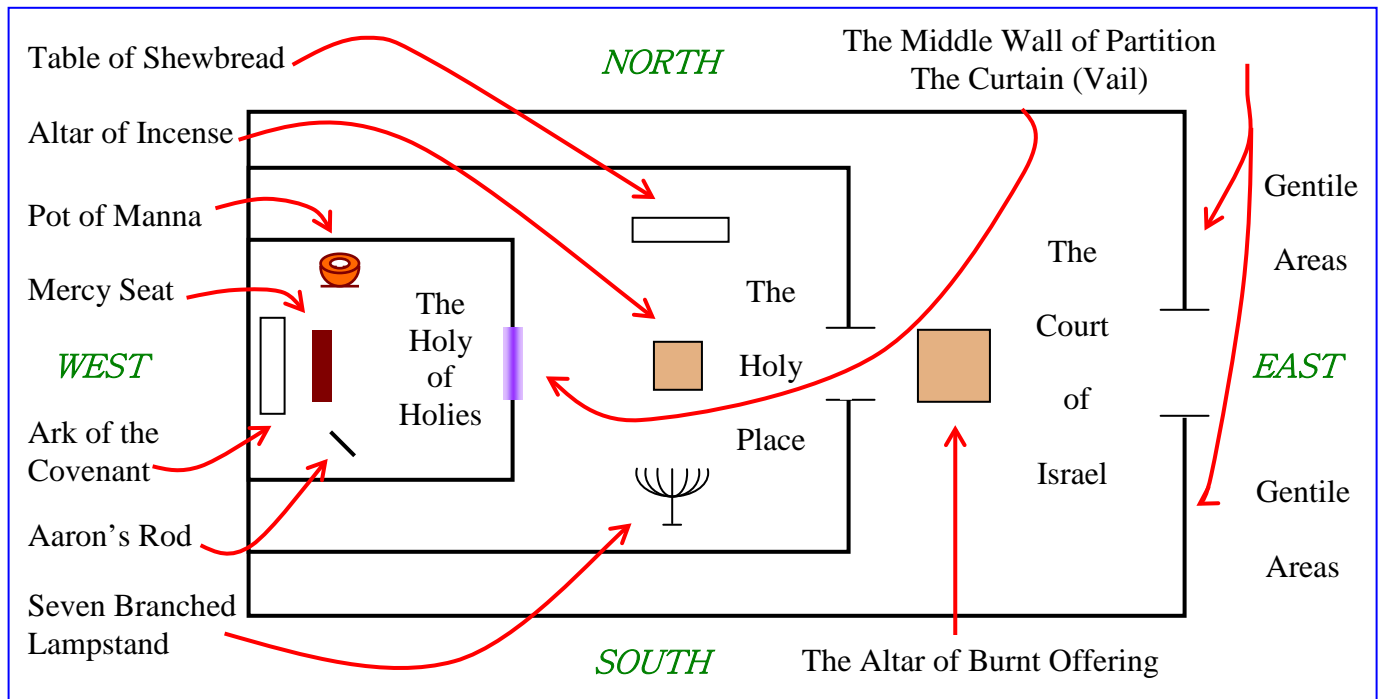 Table of Shewbread
NORTH
The Middle Wall of Partition
The Curtain (Vail)
Altar of Incense
Pot of Manna
Mercy Seat
WEST
Ark of the
Covenant
Aaron’s Rod
Seven Branched
Lampstand
The
Holy
of
Holies
The
Holy
Place
The
Court
of
Israel
Gentile
Areas
EAST
Gentile
Areas
SOUTH
The Altar of Burnt Offering